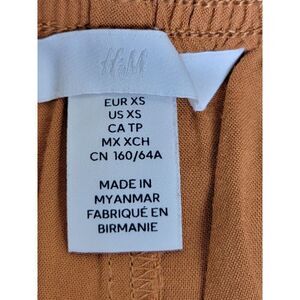 H&M
EUR XS
US XS
CA TP
MX XCH
CN 160/64A
MADE IN
MYANMAR
FABRIQUÉ EN
BIRMANIE